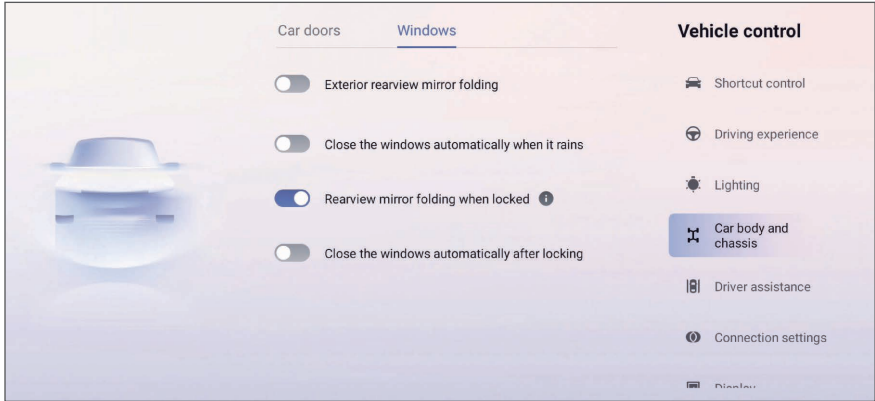 Car doors
Windows
Exterior rearview mirror folding
Close the windows automatically when it rains
Rearview mirror folding when locked
Close the windows automatically after locking
Vehicle control
Shortcut control
Driving experience
Lighting
Car body and
chassis
Driver assistance
Connection settings
Display